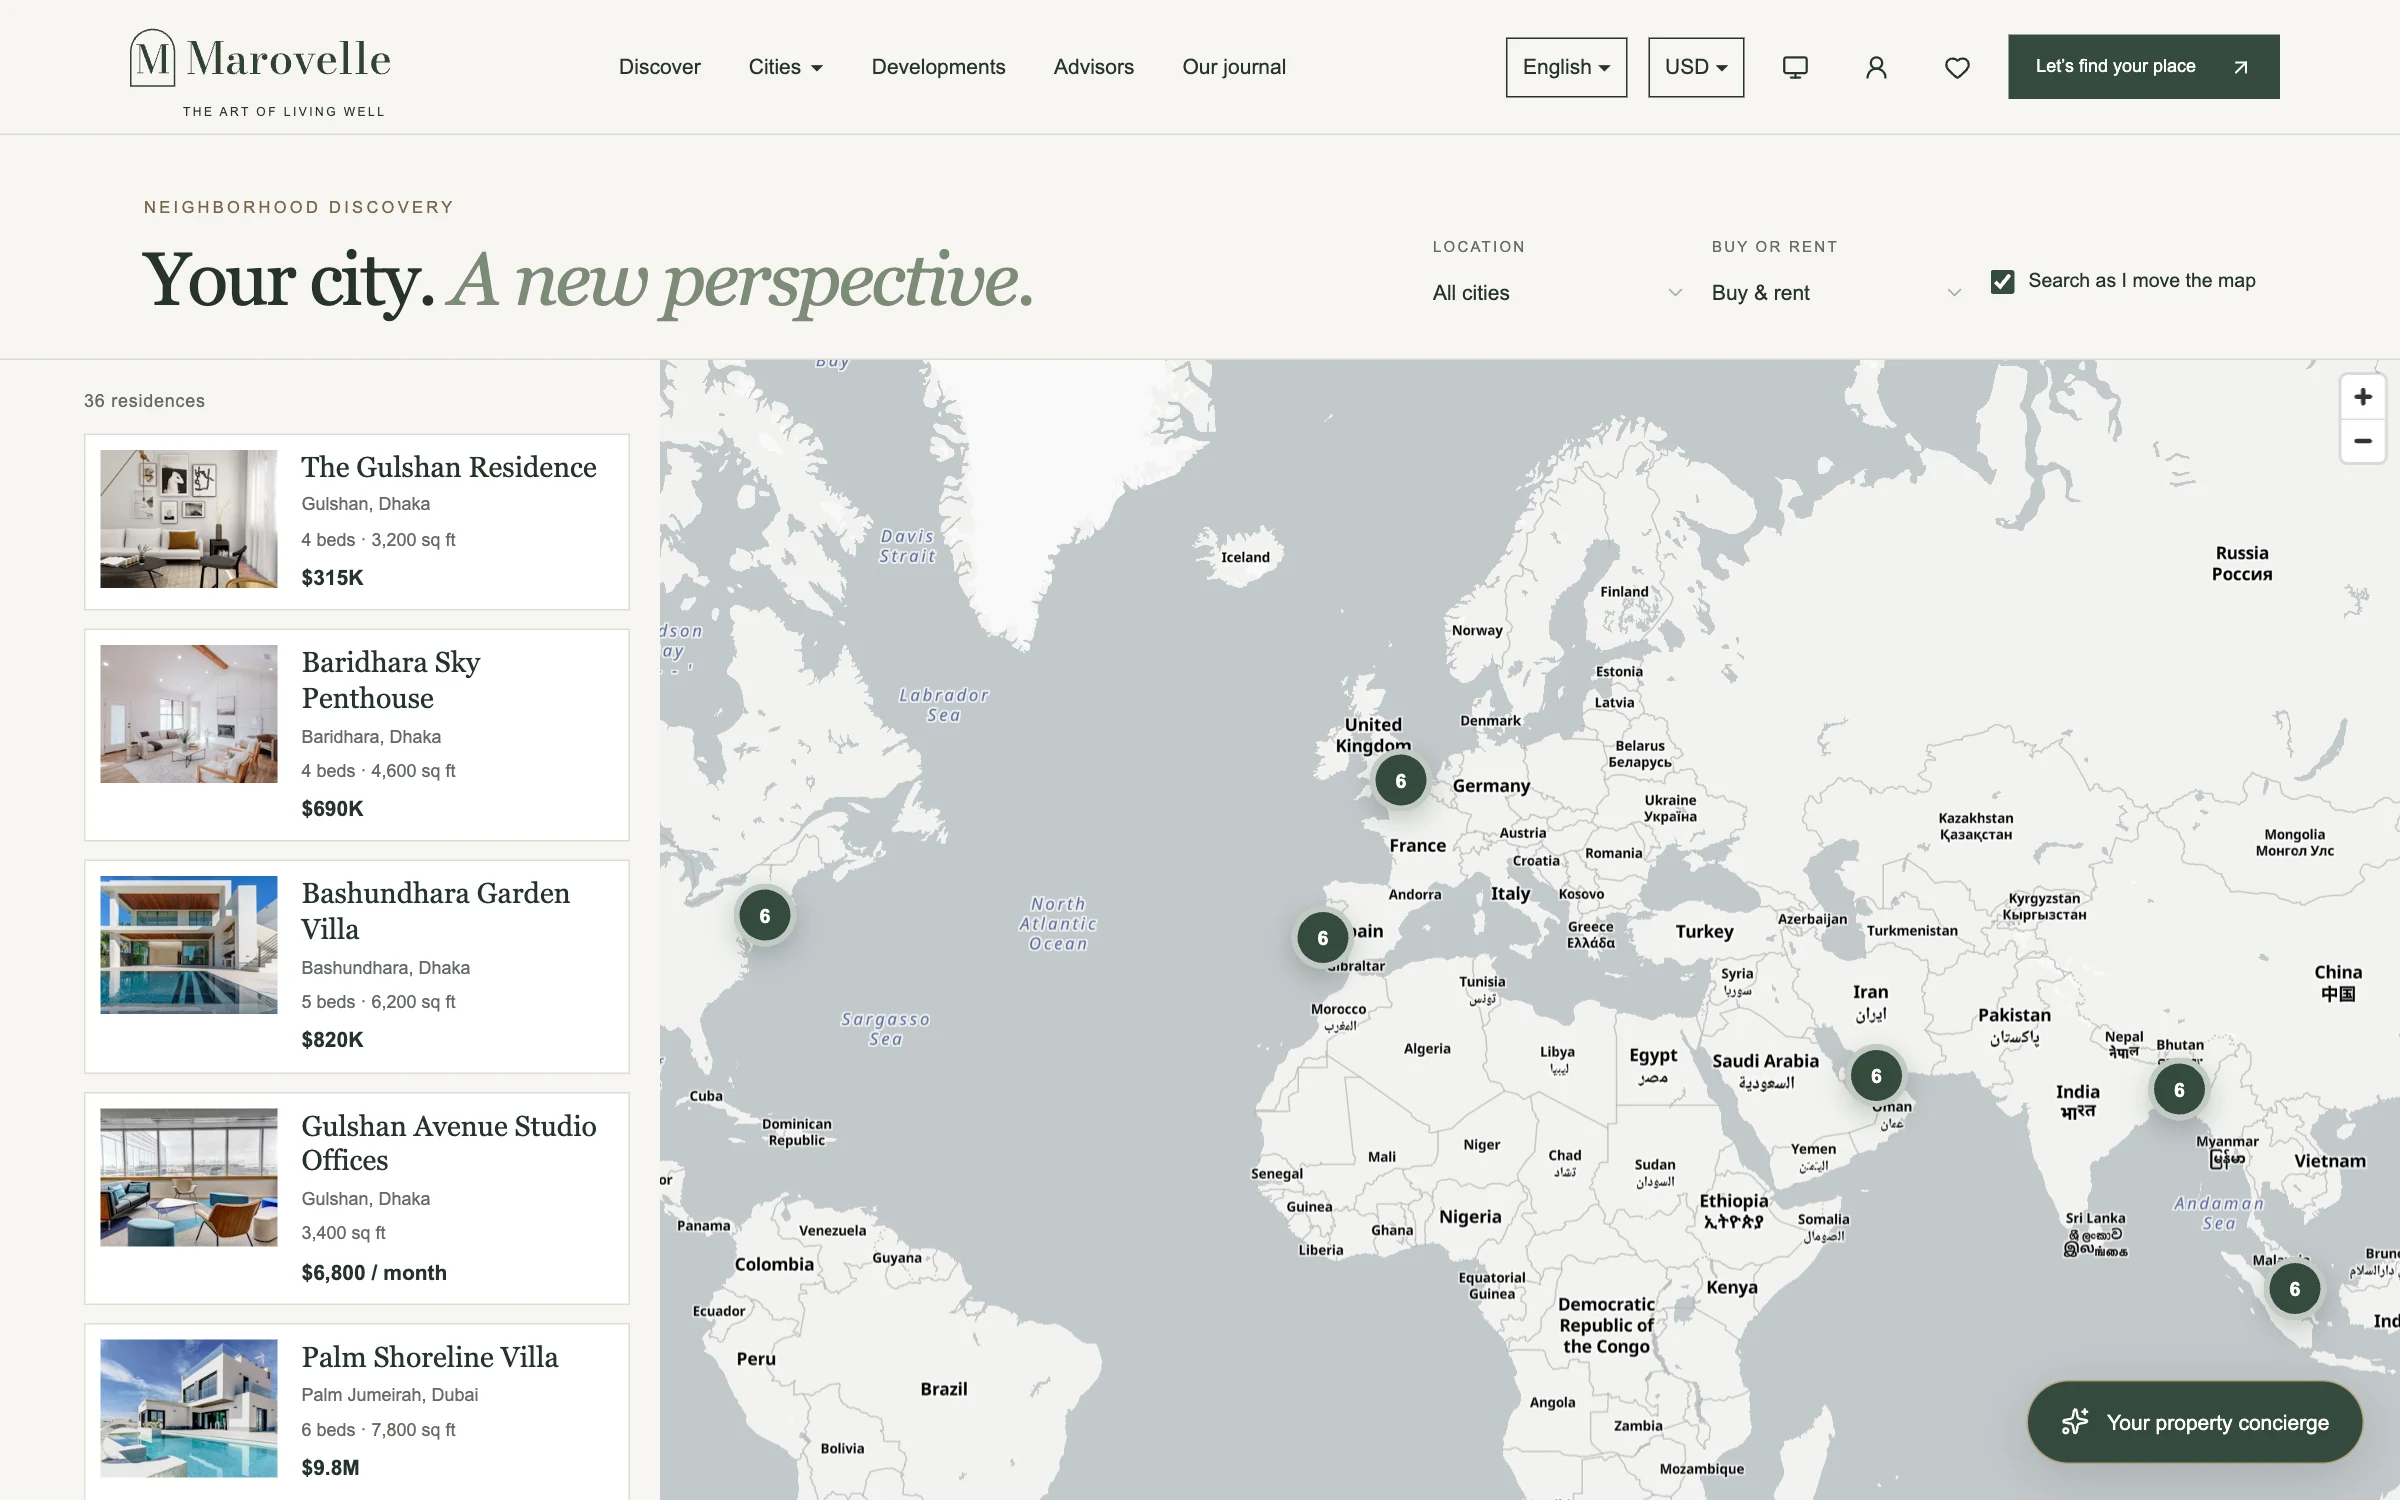 M Marovelle
THE ART OF LIVING WELL
Discover
Cities
Developments
Advisors
Our journal
English
USD
Let's find your place
NEIGHBORHOOD DISCOVERY
Your city. A new perspective.
LOCATION
All cities
BUY OR RENT
Buy & rent
Search as I move the map
36 residences
The Gulshan Residence
Gulshan, Dhaka
4 beds · 3,200 sq ft
$315K
Baridhara Sky
Penthouse
Baridhara, Dhaka
4 beds · 4,600 sq ft
$690K
Bashundhara Garden
Villa
Bashundhara, Dhaka
5 beds · 6,200 sq ft
$820K
Gulshan Avenue Studio
Offices
Gulshan, Dhaka
3,400 sq ft
$6,800 / month
Palm Shoreline Villa
Palm Jumeirah, Dubai
6 beds · 7,800 sq ft
$9.8M
Bay
Davis
Strait
Iceland
Labrador
Sea
Russia
Россия
Finland
Norway
Estonia
Latvia
Denmark
United
Kingdom
6
Belarus
Беларусь
Germany
Ukraine
Україна
Austria
France
Croatia
Romania
Kazakhstan
Қазақстан
Mongolia
Монгол Улс
Andorra
Italy
Kosovo
Kyrgyzstan
Кыргызстан
6
North
Atlantic
Ocean
6
Greece
Ελλάδα
Turkey
Azerbaijan
Turkmenistan
Tunisia
تونس
Syria
سوريا
China
中国
Iran
ایران
Morocco
المغرب
Pakistan
پاکستان
Sargasso
Sea
Algeria
Libya
ليبيا
Egypt
مصر
Saudi Arabia
السعودية
Nepal
नेपाल
Bhutan
6
6
India
भारत
Cuba
Dominican
Republic
Oman
عمان
Mali
Niger
Chad
تشاد
Sudan
السودان
Yemen
اليمن
Myanmar
မြန်မာ
Vietnam
Senegal
Guinea
Ghana
Nigeria
Ethiopia
ኢትዮጵያ
Somalia
الصومال
Sri Lanka
ශ්‍රී ලංකාව
இலங்கை
Andaman
Sea
Panama
Venezuela
Liberia
Colombia
Guyana
Equatorial
Guinea
Kenya
6
Ecuador
Democratic
Republic of
the Congo
Peru
Brazil
Angola
Zambia
Bolivia
Mozambique
Your property concierge